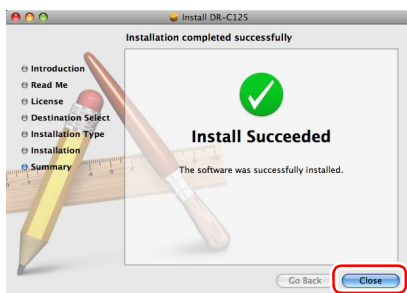 Install DR-C125
Installation completed successfully
Introduction
Read Me
License
Destination Select
Installation Type
Installation
Summary
Install Succeeded
The software was successfully installed.
Go Back
Close